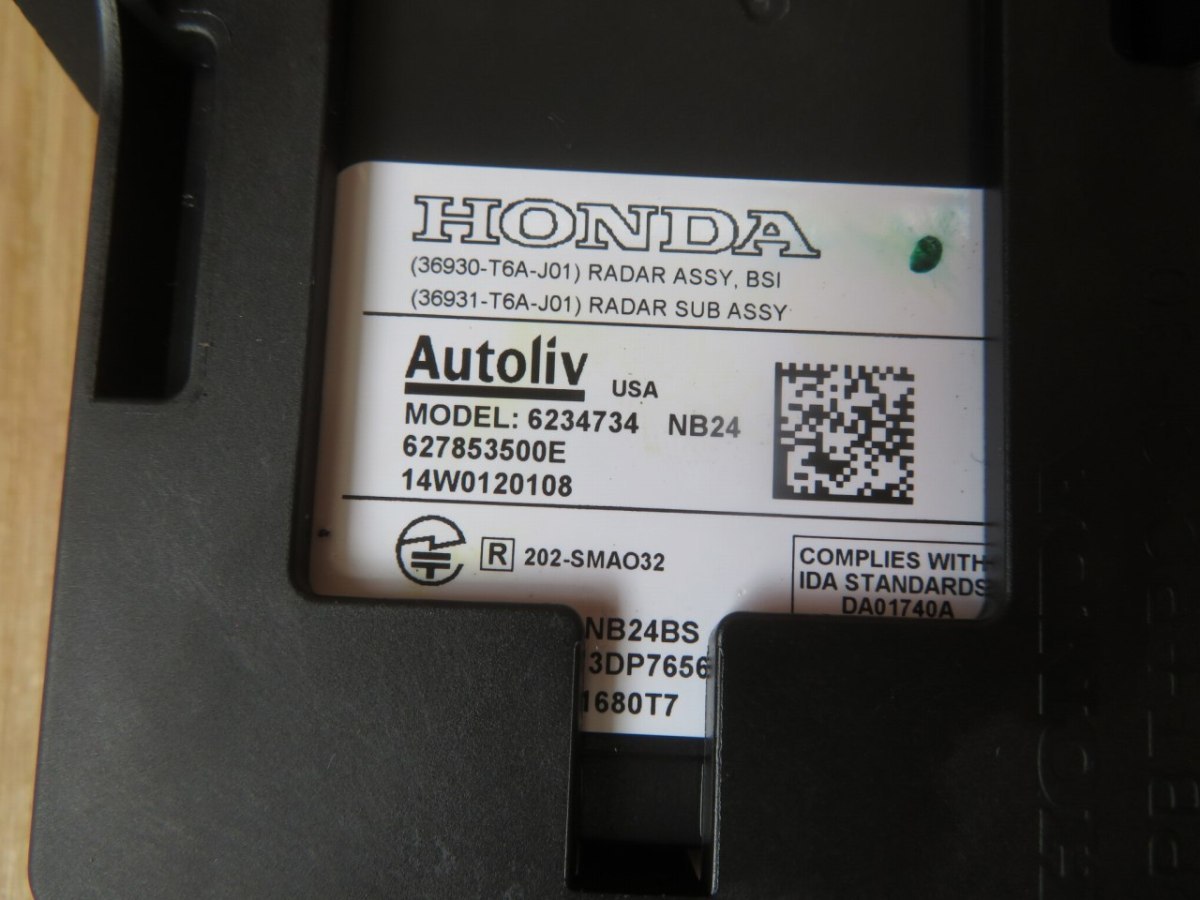 HONDA
(36930-T6A-J01) RADAR ASSY, BSI
(36931-T6A-J01) RADAR SUB ASSY
Autoliv USA
MODEL: 6234734 NB24
627853500E
14W0120108
R 202-SMAO32
COMPLIES WITH
IDA STANDARDS
DA01740A
NB24BS
3DP7656
1680T7